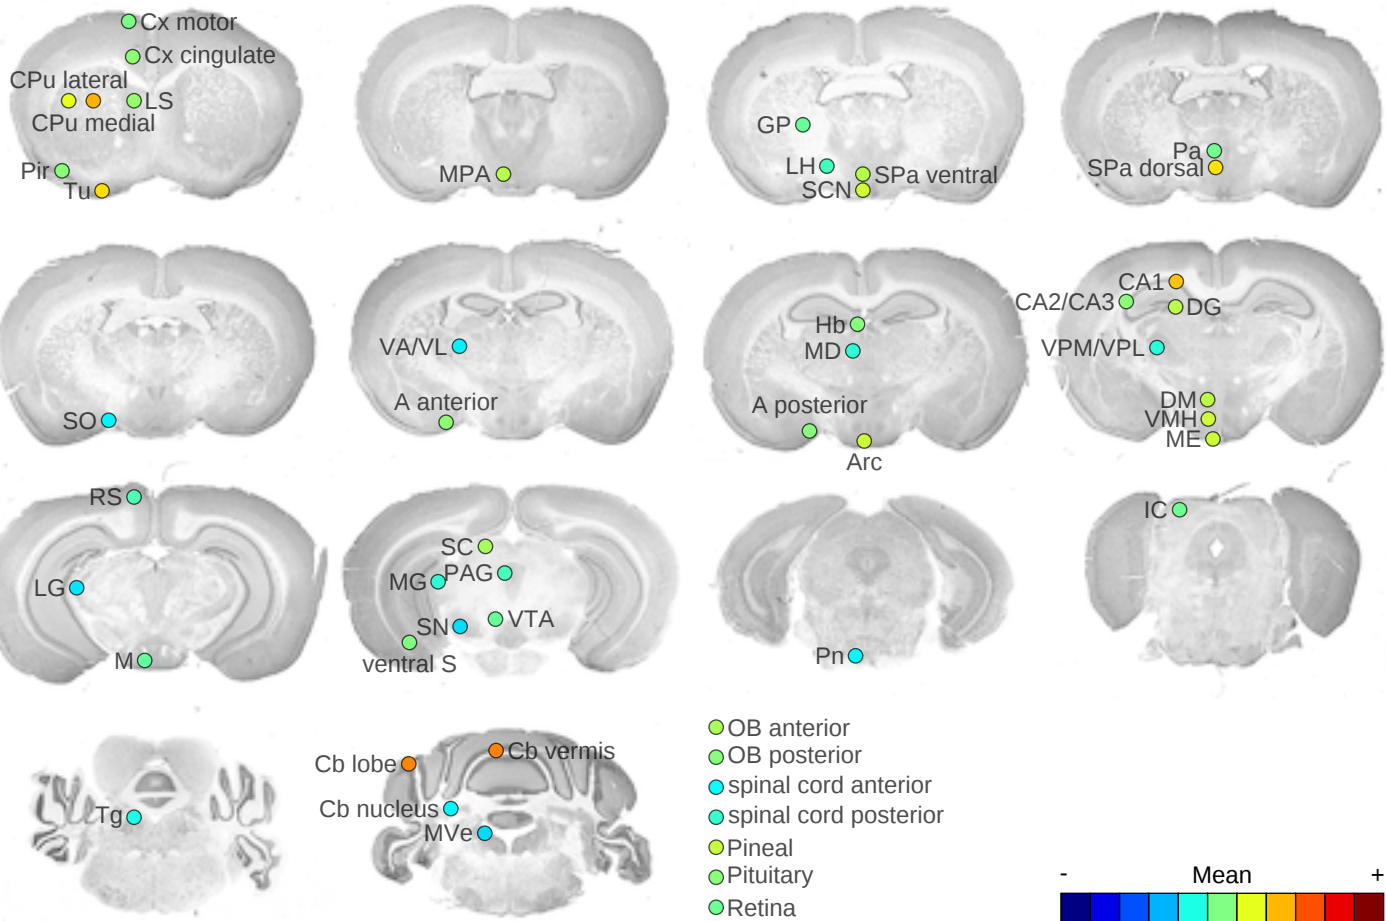 Cx motor
Cx cingulate
CPu lateral
LS
CPu medial
Pir
Tu
MPA
GP
LH
SPa ventral
SCN
Pa
SPa dorsal
SO
VA/VL
A anterior
Hb
MD
A posterior
Arc
CA1
CA2/CA3
DG
VPM/VPL
DM
VMH
ME
RS
LG
M
SC
MG
PAG
SN
VTA
ventral S
Pn
IC
Tg
Cb lobe
Cb vermis
Cb nucleus
MVe
OB anterior
OB posterior
spinal cord anterior
spinal cord posterior
Pineal
Pituitary
Retina
- Mean +